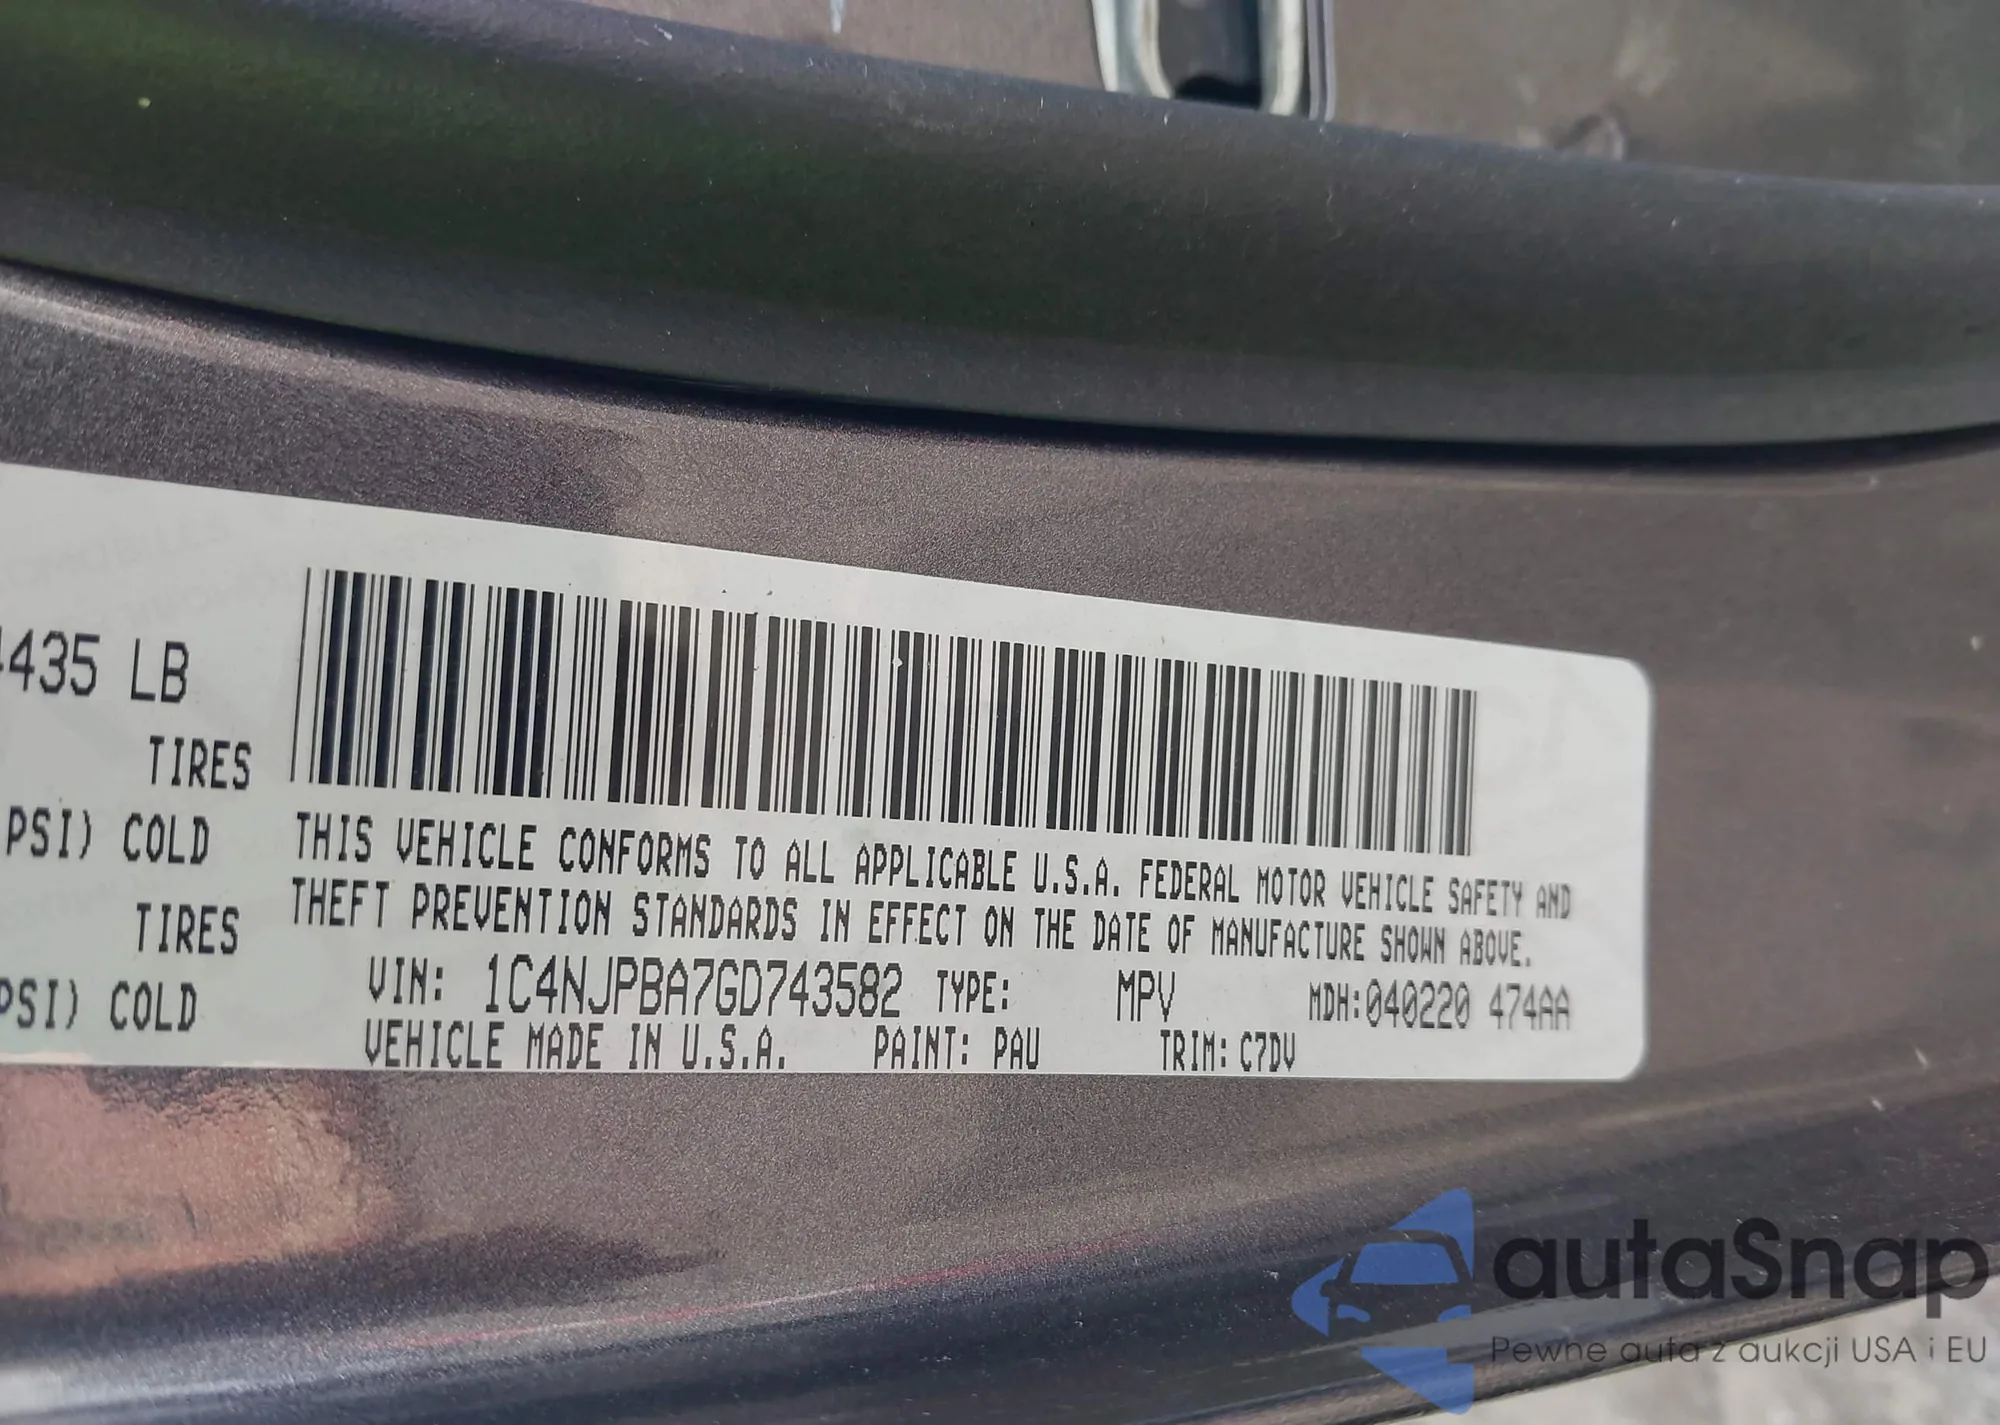 435 LB
TIRES
PSI) COLD
TIRES
PSI) COLD
THIS VEHICLE CONFORMS TO ALL APPLICABLE U.S.A. FEDERAL MOTOR VEHICLE SAFETY AND
THEFT PREVENTION STANDARDS IN EFFECT ON THE DATE OF MANUFACTURE SHOWN ABOVE.
VIN: 1C4NJPBA7GD743582 TYPE: MPV MDH:040220 474AA
VEHICLE MADE IN U.S.A. PAINT: PAU TRIM: C7DV
autaSnap
Pewne auta z aukcji USA i EU